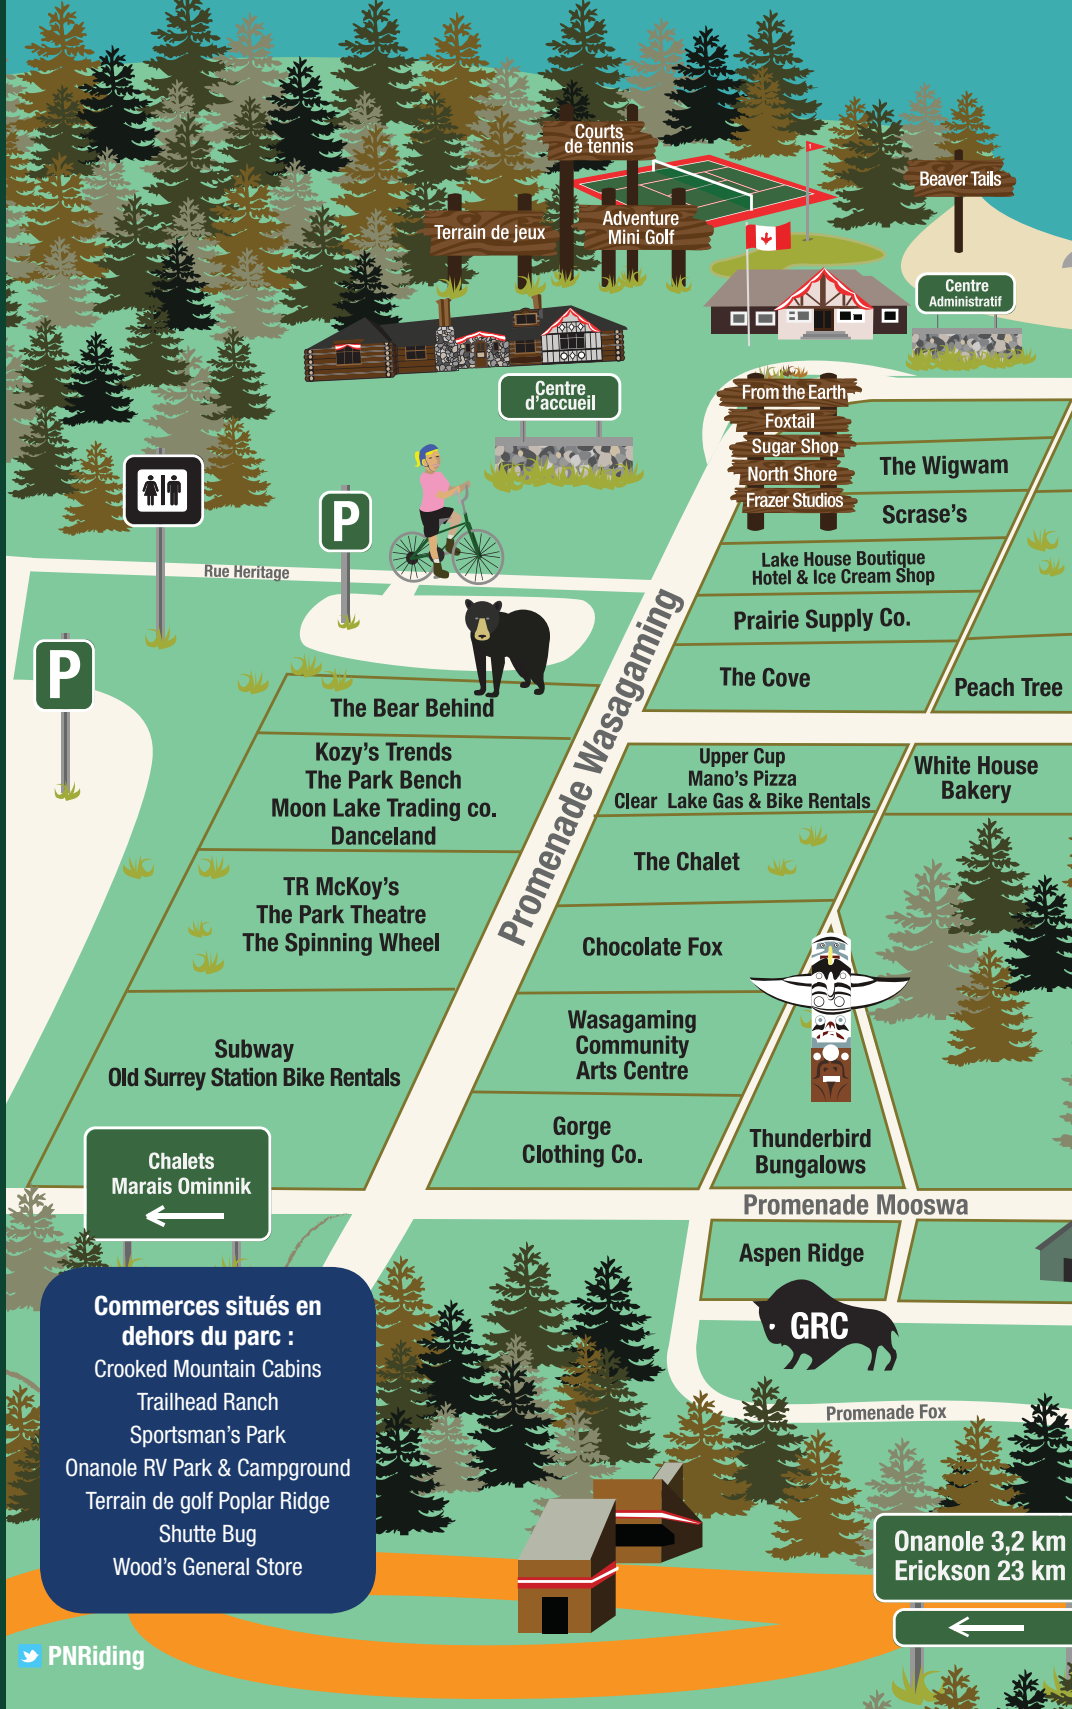 Courts
de tennis
Beaver Tails
Terrain de jeux
Adventure
Mini Golf
Centre
Administratif
Centre
d'accueil
From the Earth
Foxtail
Sugar Shop
North Shore
Frazer Studios
The Wigwam
Scrase's
P
Rue Heritage
Lake House Boutique
Hotel & Ice Cream Shop
Prairie Supply Co.
The Cove
Peach Tree
P
Promenade Wasagaming
The Bear Behind
Kozy's Trends
The Park Bench
Moon Lake Trading co.
Danceland
Upper Cup
Mano's Pizza
Clear Lake Gas & Bike Rentals
White House
Bakery
The Chalet
TR McKoy's
The Park Theatre
The Spinning Wheel
Chocolate Fox
Wasagaming
Community
Arts Centre
Subway
Old Surrey Station Bike Rentals
Gorge
Clothing Co.
Thunderbird
Bungalows
Chalets
Marais Ominnik
Promenade Mooswa
Aspen Ridge
GRC
Promenade Fox
Commerces situés en
dehors du parc :
Crooked Mountain Cabins
Trailhead Ranch
Sportsman's Park
Onanole RV Park & Campground
Terrain de golf Poplar Ridge
Shutte Bug
Wood's General Store
Onanole 3,2 km
Erickson 23 km
PNRiding